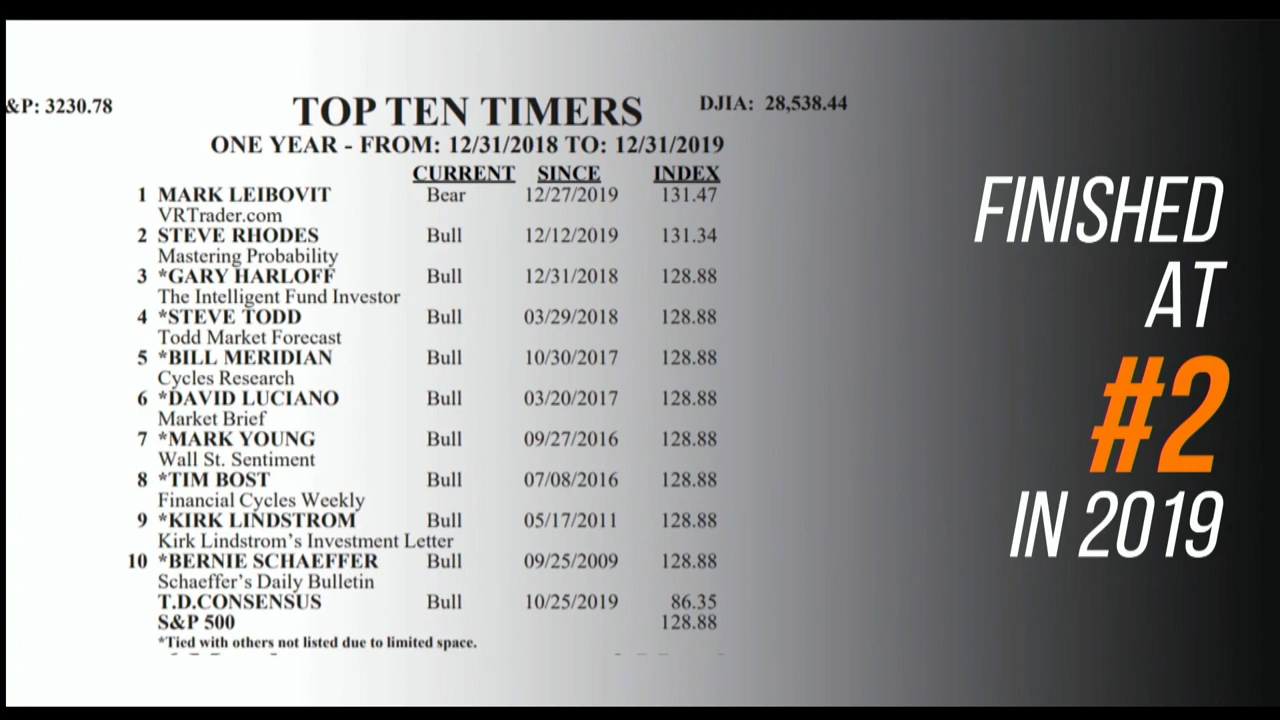 &P: 3230.78
TOP TEN TIMERS
DJIA: 28,538.44
ONE YEAR - FROM: 12/31/2018 TO: 12/31/2019
CURRENT SINCE INDEX
1 MARK LEIBOVIT Bear 12/27/2019 131.47
VRTrader.com
2 STEVE RHODES Bull 12/12/2019 131.34
Mastering Probability
3 *GARY HARLOFF Bull 12/31/2018 128.88
The Intelligent Fund Investor
4 *STEVE TODD Bull 03/29/2018 128.88
Todd Market Forecast
5 *BILL MERIDIAN Bull 10/30/2017 128.88
Cycles Research
6 *DAVID LUCIANO Bull 03/20/2017 128.88
Market Brief
7 *MARK YOUNG Bull 09/27/2016 128.88
Wall St. Sentiment
8 *TIM BOST Bull 07/08/2016 128.88
Financial Cycles Weekly
9 *KIRK LINDSTROM Bull 05/17/2011 128.88
Kirk Lindstrom's Investment Letter
10 *BERNIE SCHAEFFER Bull 09/25/2009 128.88
Schaeffer's Daily Bulletin
T.D.CONSENSUS Bull 10/25/2019 86.35
S&P 500 128.88
*Tied with others not listed due to limited space.
FINISHED
AT
#2
IN 2019